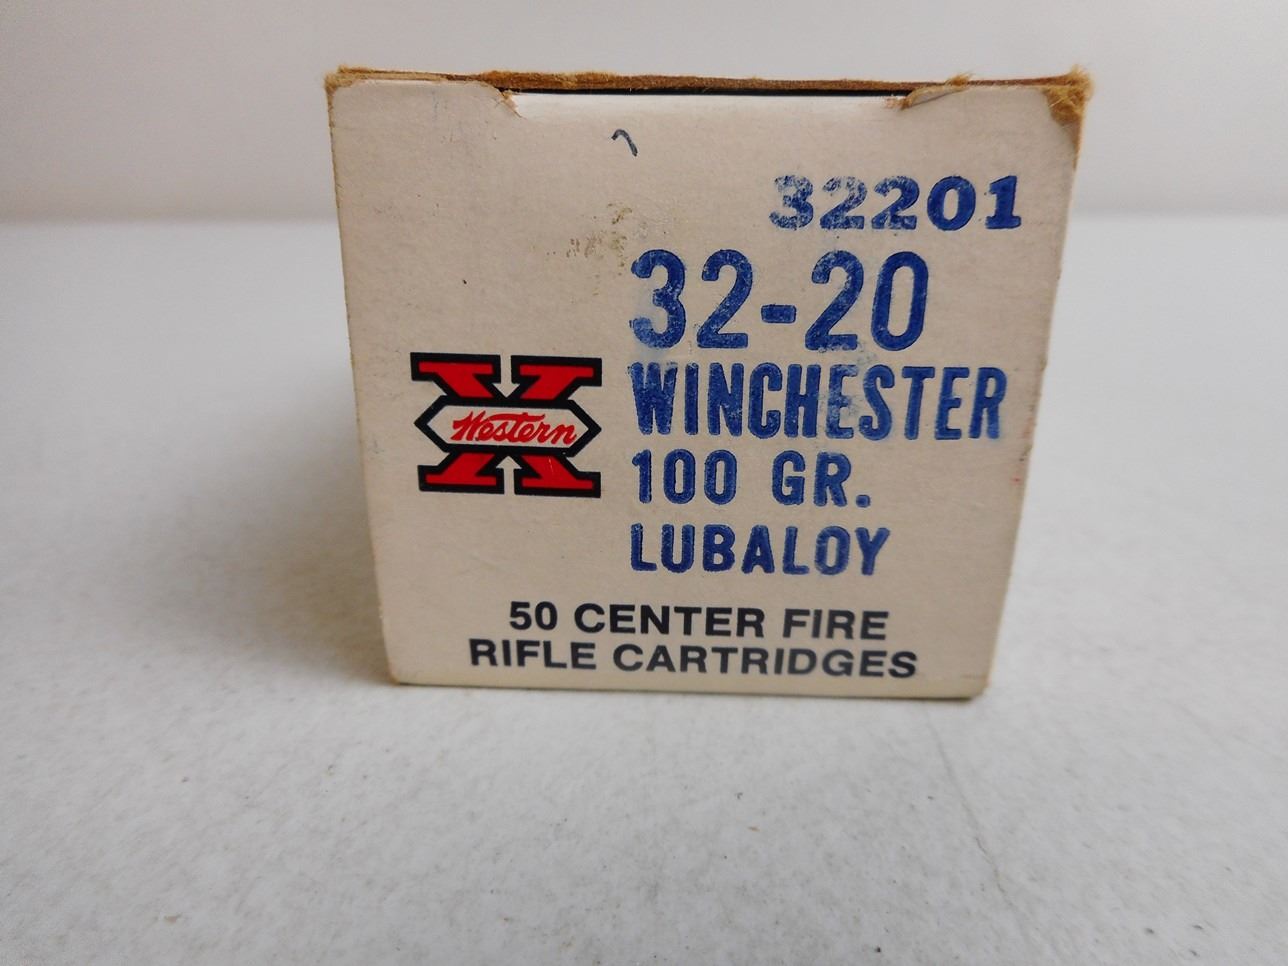 32201
32-20
WINCHESTER
Western
100 GR.
LUBALOY
50 CENTER FIRE
RIFLE CARTRIDGES